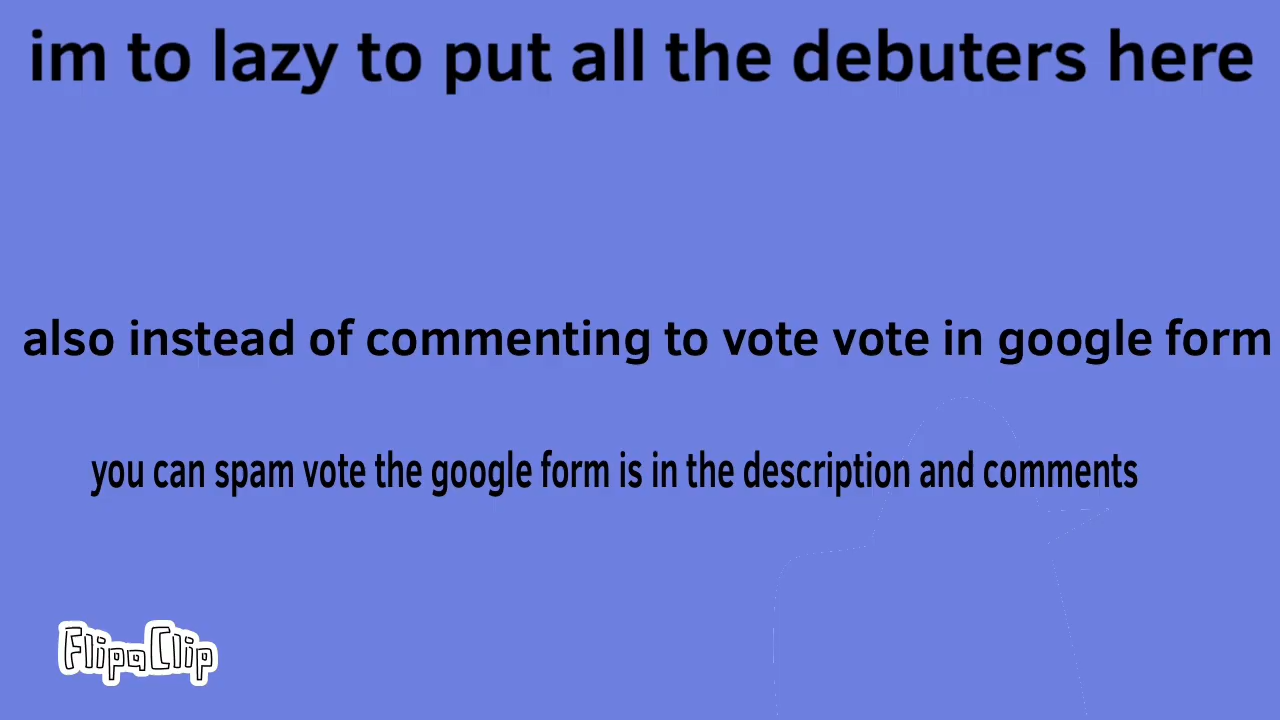 im to lazy to put all the debuters here
also instead of commenting to vote vote in google form
you can spam vote the google form is in the description and comments
FlipaClip